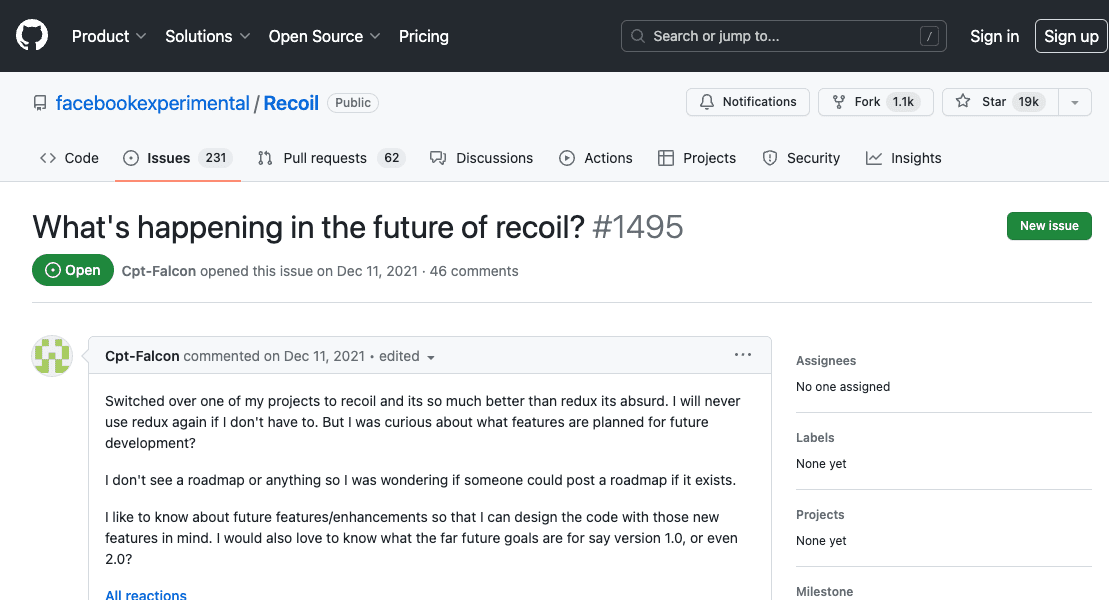 Product Solutions Open Source Pricing Search or jump to... / Sign in Sign up
facebookexperimental / Recoil Public Notifications Fork 1.1k Star 19k
Code Issues 231 Pull requests 62 Discussions Actions Projects Security Insights
What's happening in the future of recoil? #1495 New issue
Open Cpt-Falcon opened this issue on Dec 11, 2021 · 46 comments
Cpt-Falcon commented on Dec 11, 2021 • edited
Switched over one of my projects to recoil and its so much better than redux its absurd. I will never
use redux again if I don't have to. But I was curious about what features are planned for future
development?
I don't see a roadmap or anything so I was wondering if someone could post a roadmap if it exists.
I like to know about future features/enhancements so that I can design the code with those new
features in mind. I would also love to know what the far future goals are for say version 1.0, or even
2.0?
All reactions
Assignees
No one assigned
Labels
None yet
Projects
None yet
Milestone